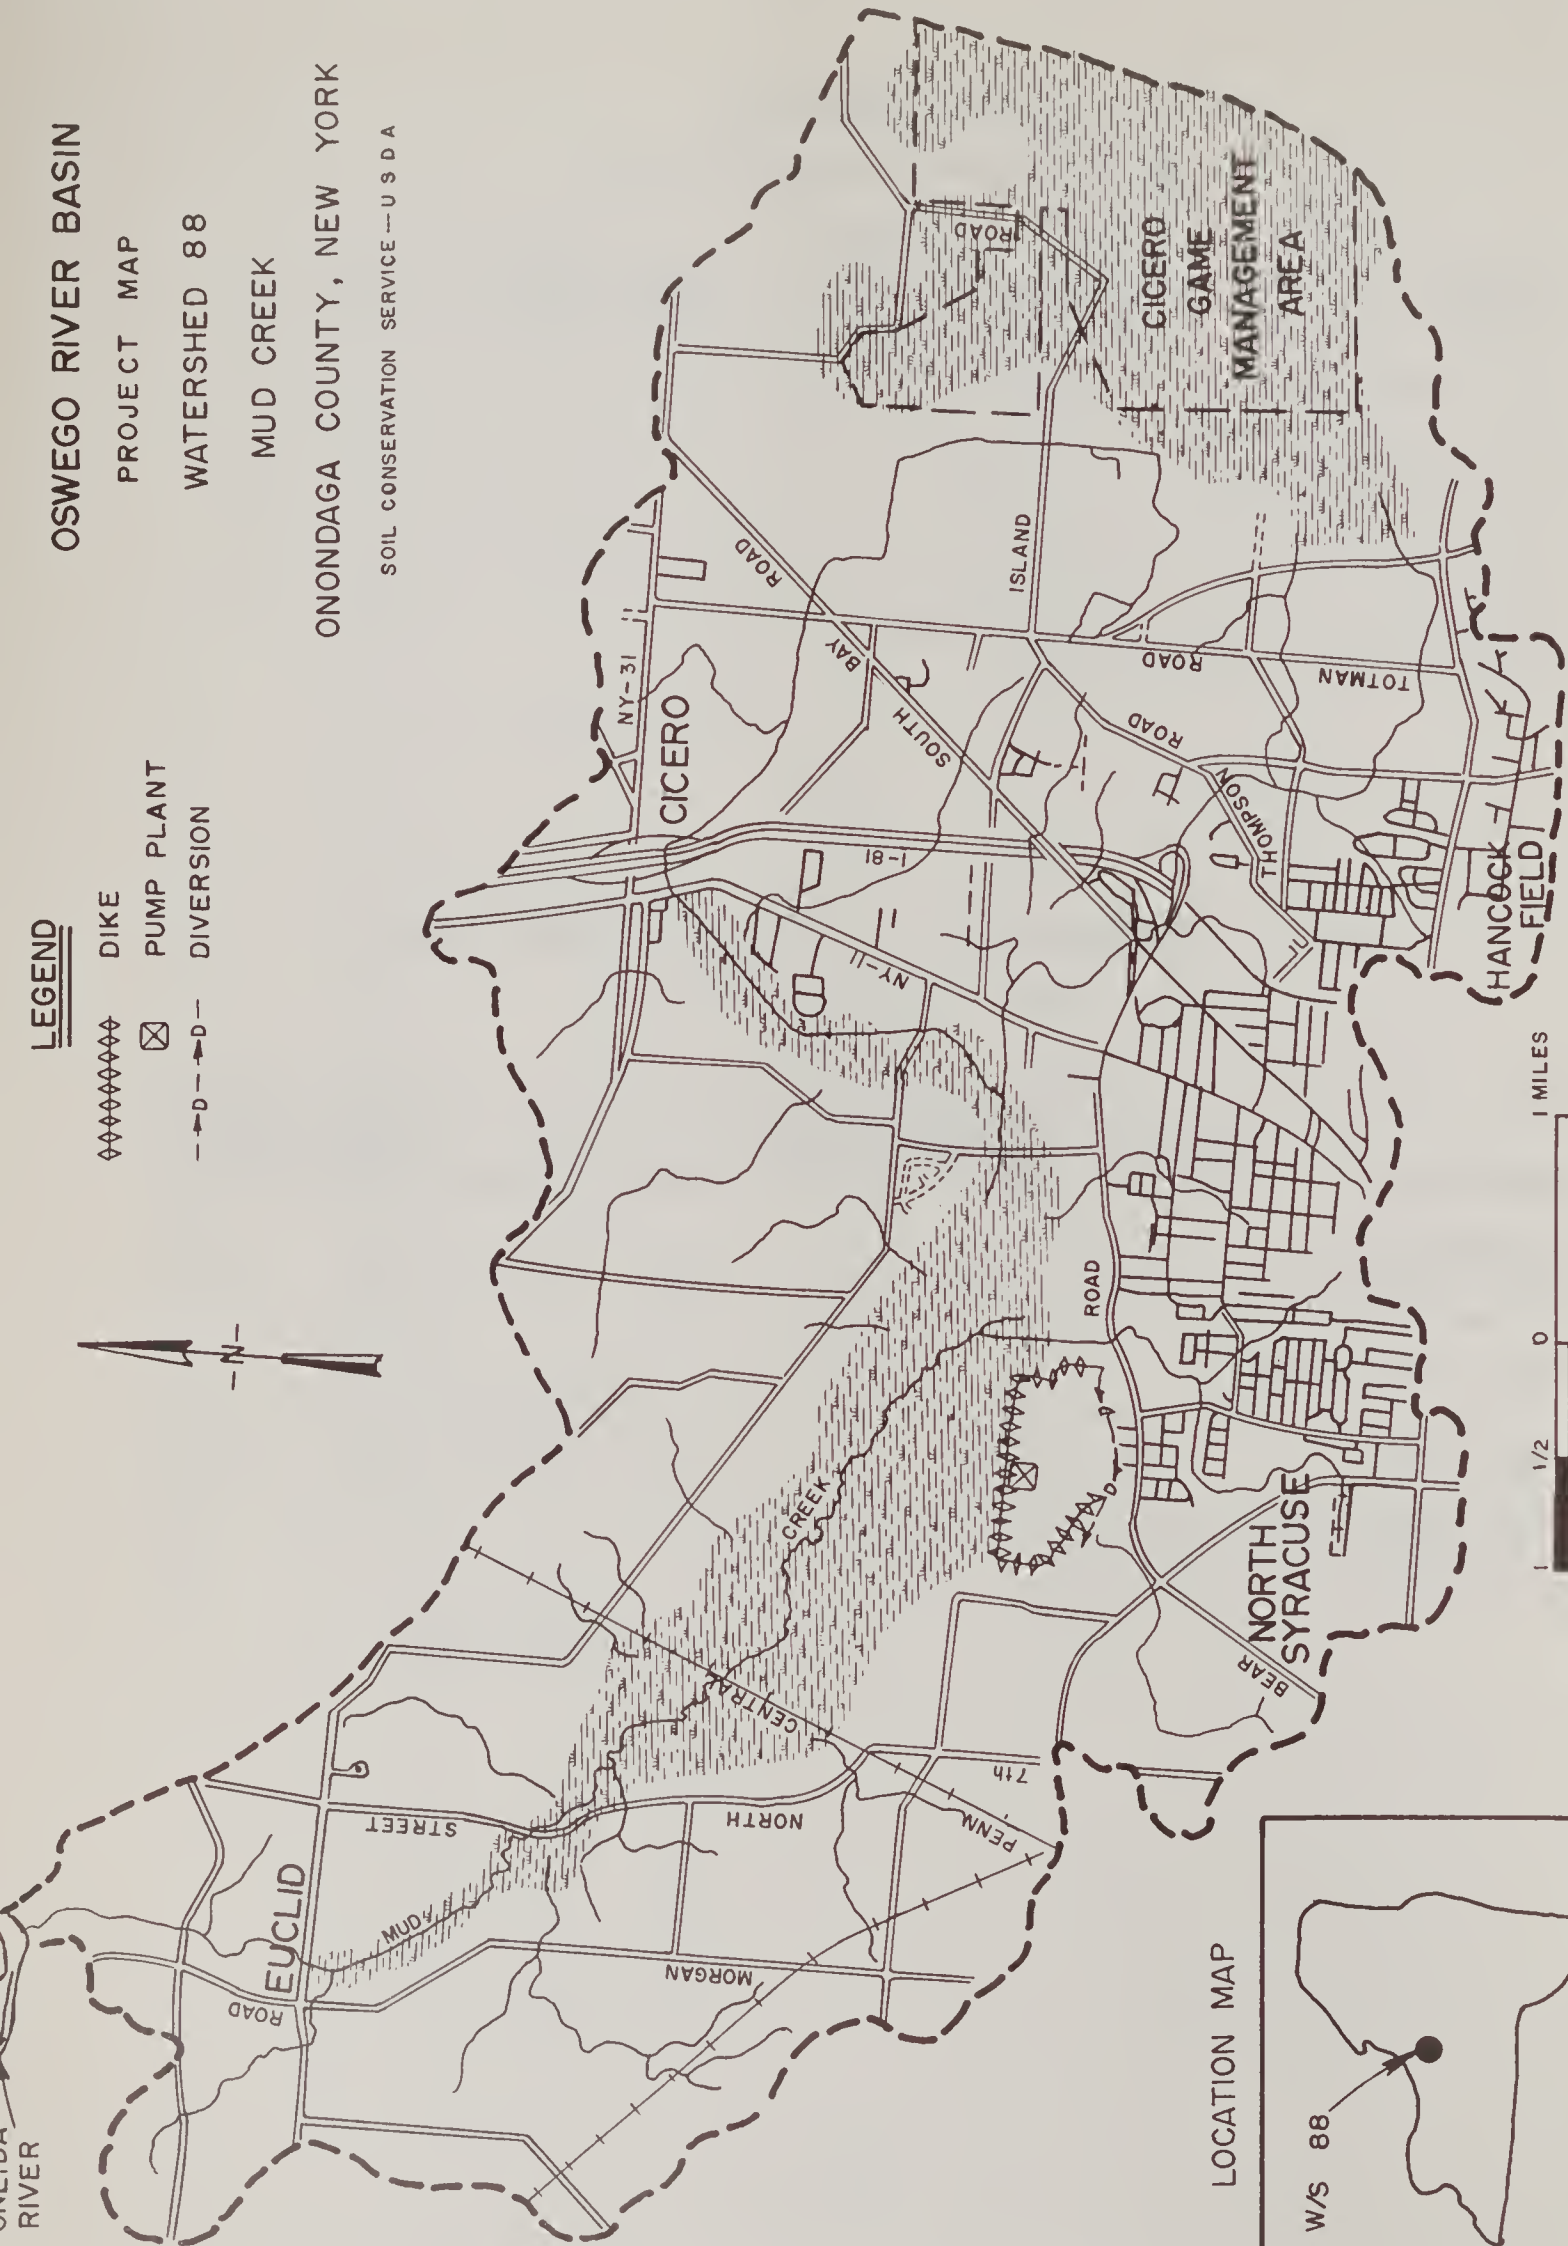 OSWEGO RIVER BASIN
PROJECT MAP
WATERSHED 88
MUD CREEK
ONONDAGA COUNTY, NEW YORK
SOIL CONSERVATION SERVICE--USDA
LEGEND
DIKE
PUMP PLANT
--D--D-- DIVERSION
-N-
RIVER
EUCLID
ROAD
STREET
MUD
MORGAN
NORTH
PENN
CENTRAL
7th
CREEK
BEAR
ROAD
NORTH
SYRACUSE
D
CICERO
NY-31
NY-11
I-81
SOUTH
BAY
ROAD
ISLAND
ROAD
THOMPSON
ROAD
TOTMAN
ROAD
HANCOCK
FIELD
CICERO
GAME
MANAGEMENT
AREA
1 1/2 0 1 MILES
LOCATION MAP
W/S 88